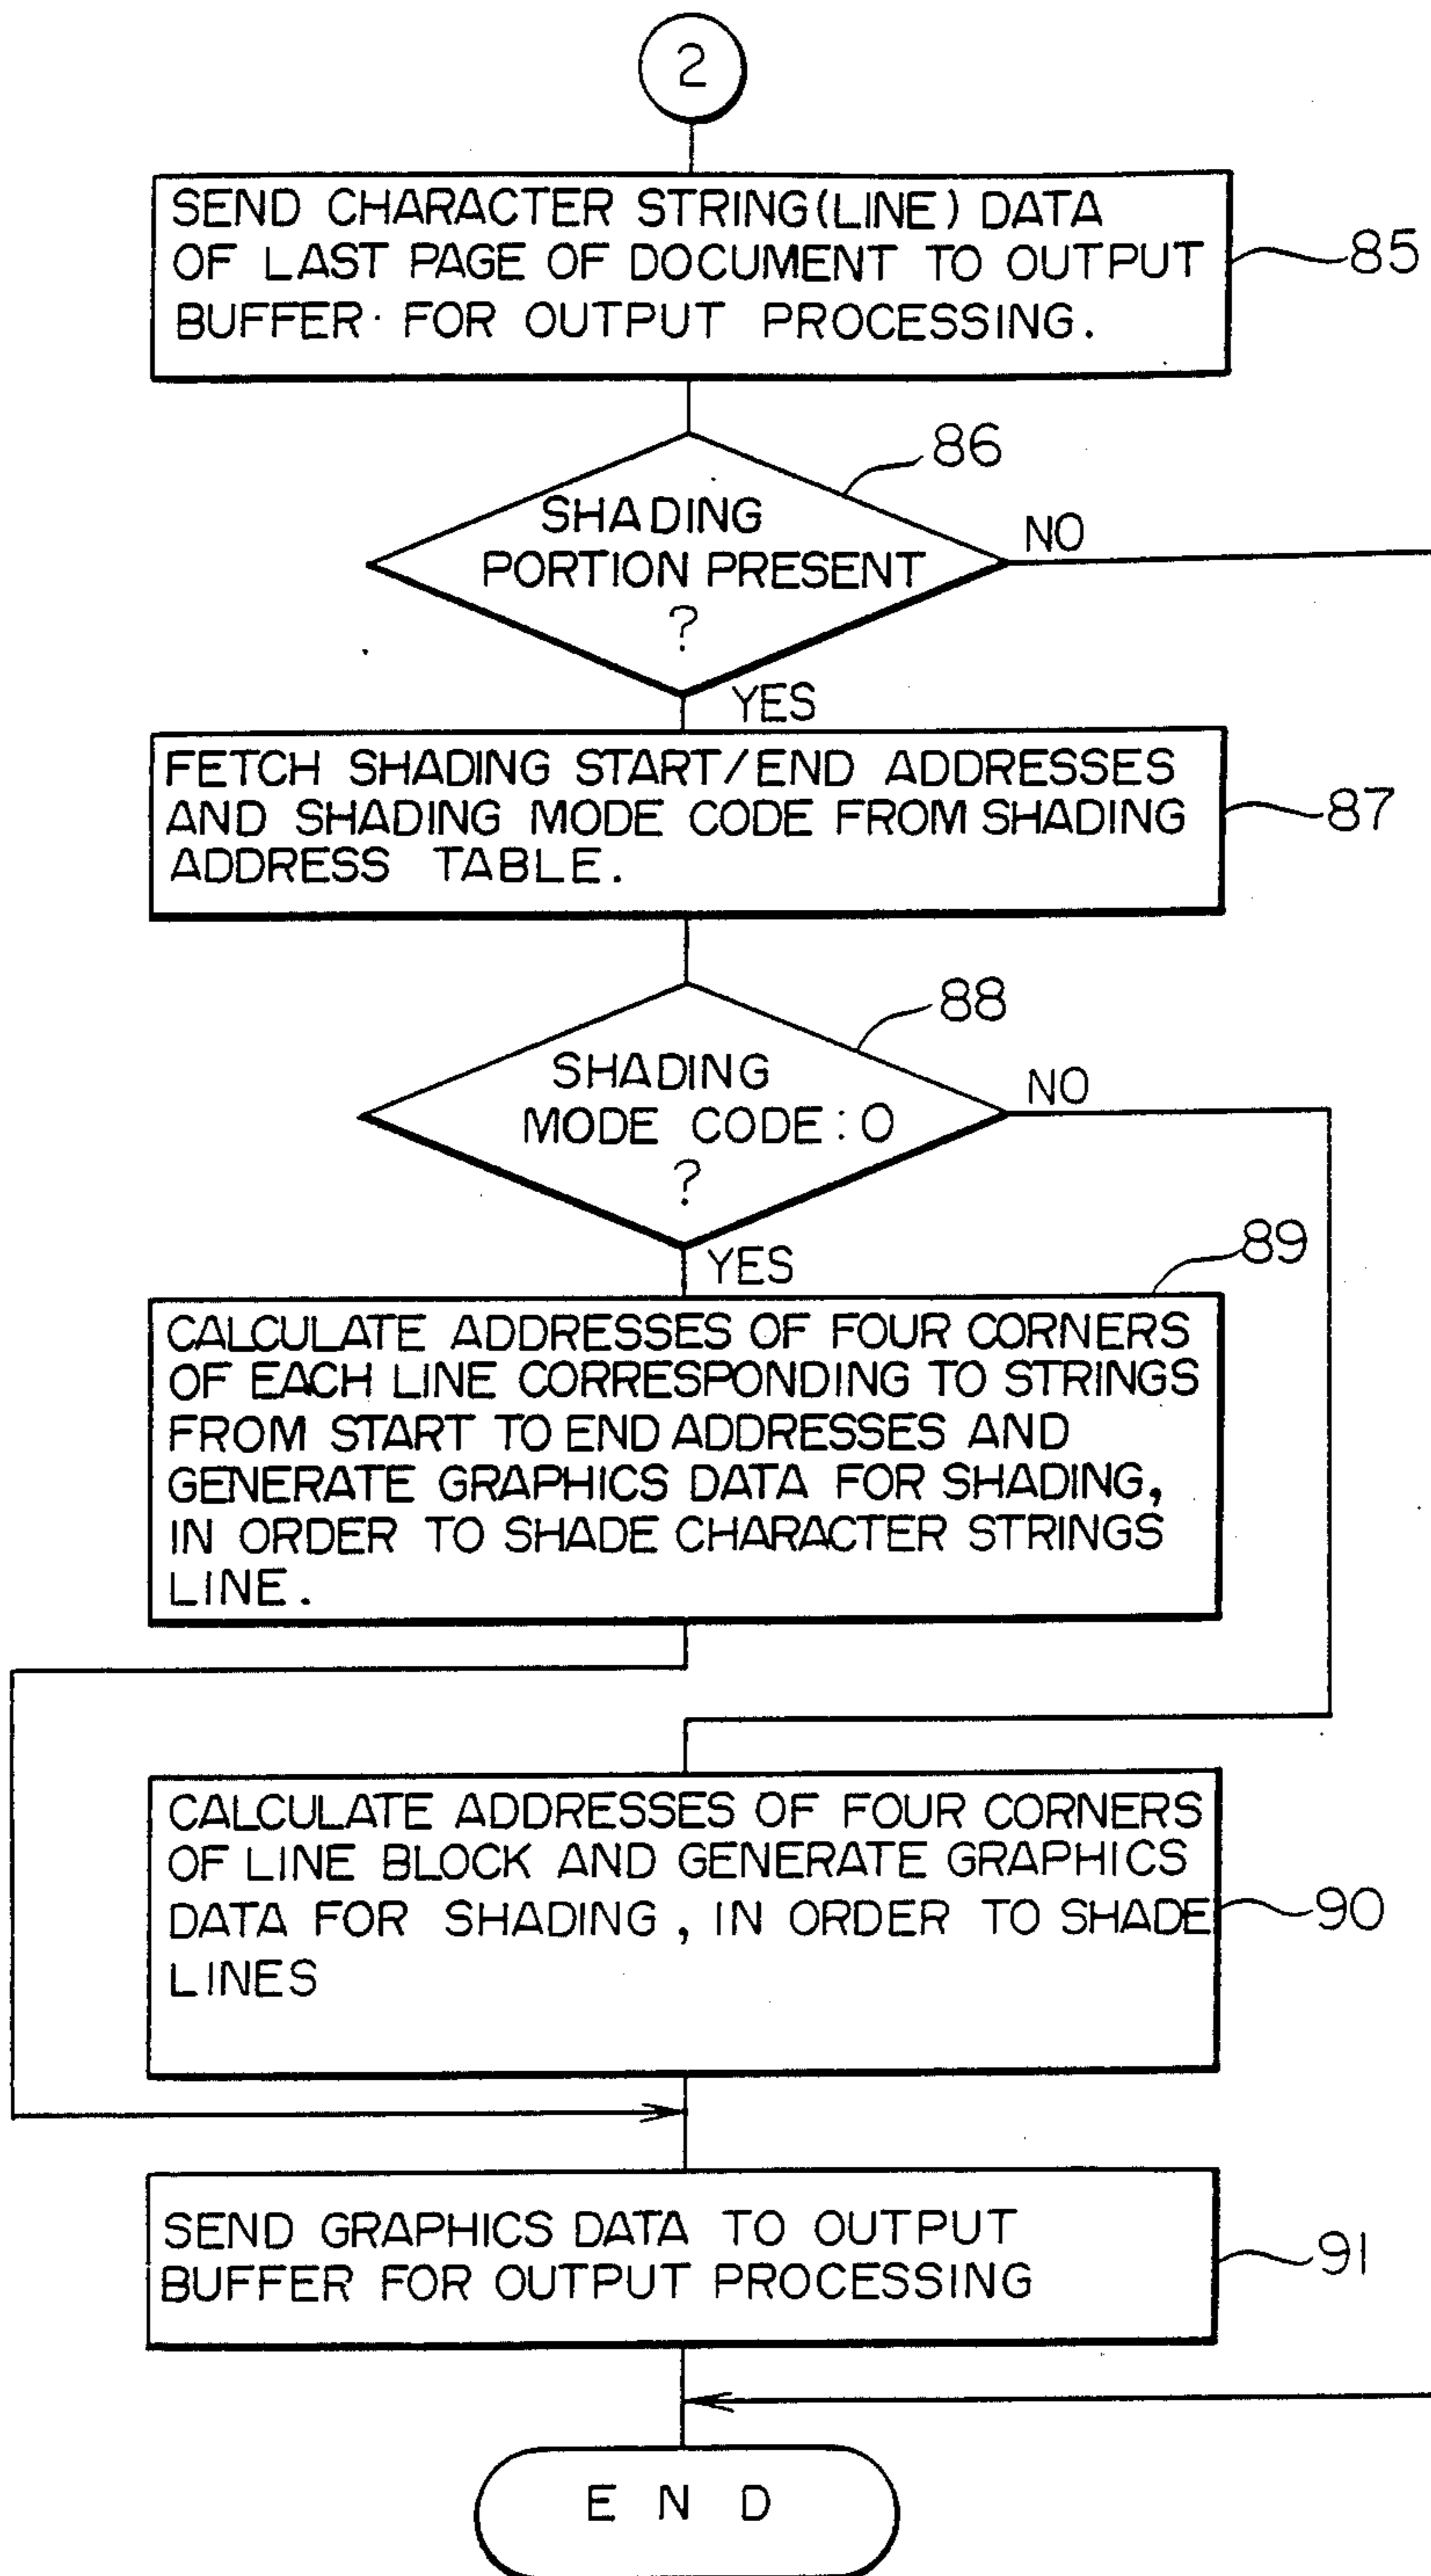 2
SEND CHARACTER STRING(LINE) DATA
OF LAST PAGE OF DOCUMENT TO OUTPUT
BUFFER FOR OUTPUT PROCESSING.
85
86
SHADING
PORTION PRESENT
?
NO
YES
FETCH SHADING START/END ADDRESSES
AND SHADING MODE CODE FROM SHADING
ADDRESS TABLE.
87
88
SHADING
MODE CODE:0
?
NO
YES
89
CALCULATE ADDRESSES OF FOUR CORNERS
OF EACH LINE CORRESPONDING TO STRINGS
FROM START TO END ADDRESSES AND
GENERATE GRAPHICS DATA FOR SHADING,
IN ORDER TO SHADE CHARACTER STRINGS
LINE.
CALCULATE ADDRESSES OF FOUR CORNERS
OF LINE BLOCK AND GENERATE GRAPHICS
DATA FOR SHADING, IN ORDER TO SHADE
LINES
90
SEND GRAPHICS DATA TO OUTPUT
BUFFER FOR OUTPUT PROCESSING
91
END